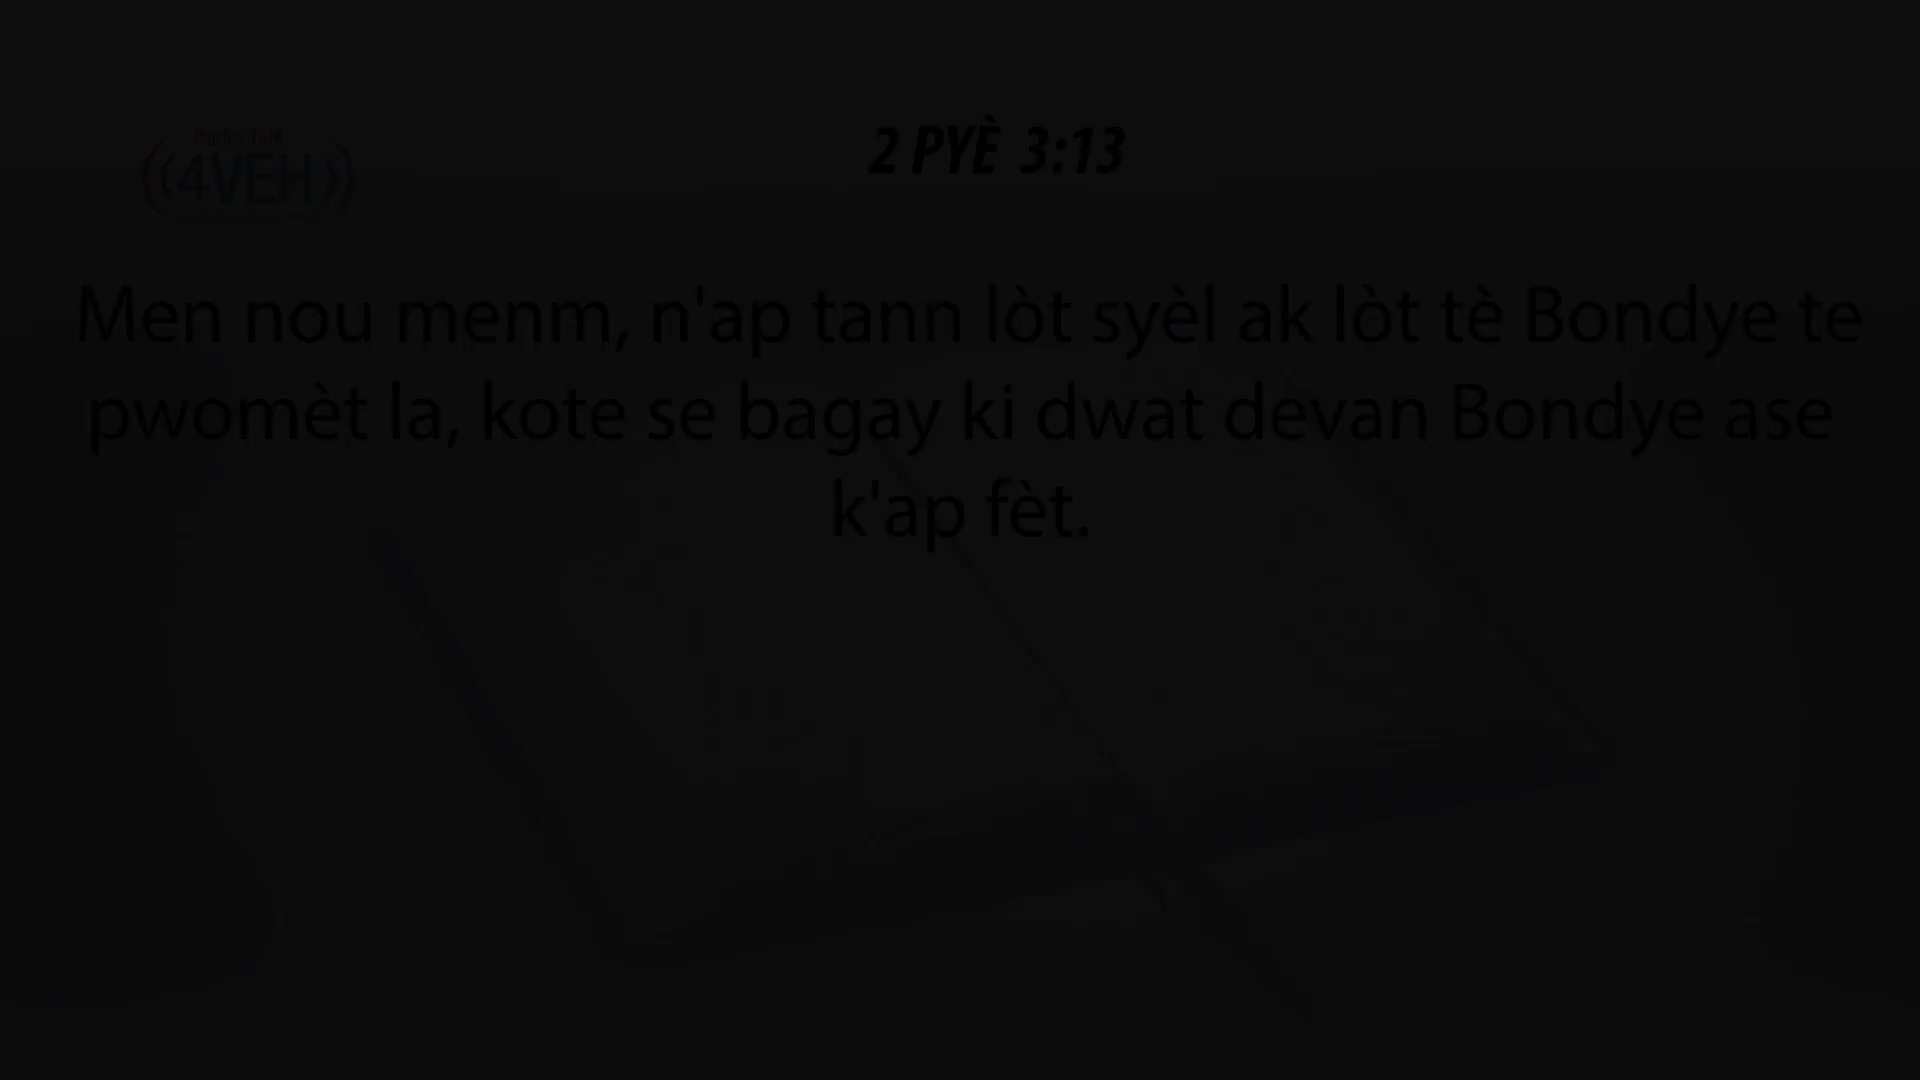 2 PYÈ 3:13
4VEH
Men nou menm, n'ap tann lòt syèl ak lòt tè Bondye te
pwomèt la, kote se bagay ki dwat devan Bondye ase
k'ap fèt.